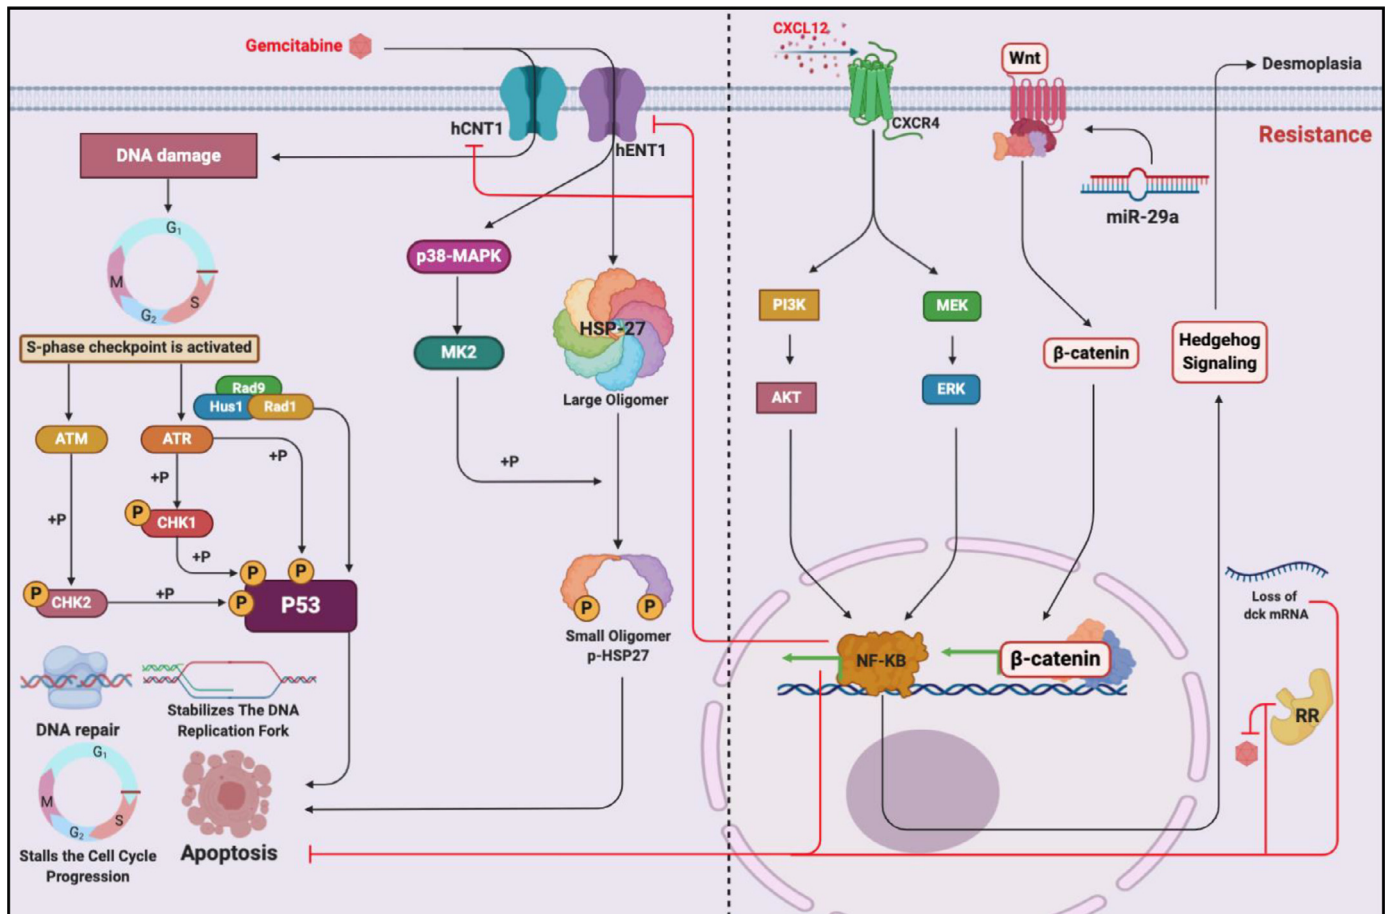 Gemcitabine
hCNT1
hENT1
DNA damage
G1
S
G2
M
S-phase checkpoint is activated
Rad9
Hus1
Rad1
ATM
ATR
+P
+P
+P
P
CHK1
+P
P
CHK2
+P
P
P
P
P53
p38-MAPK
MK2
+P
HSP-27
Large Oligomer
P
P
Small Oligomer
p-HSP27
DNA repair
Stabilizes The DNA
Replication Fork
G1
S
G2
M
Stalls the Cell Cycle
Progression
Apoptosis
CXCL12
CXCR4
Wnt
miR-29a
Desmoplasia
Resistance
PI3K
AKT
MEK
ERK
β-catenin
Hedgehog
Signaling
NF-KB
β-catenin
Loss of
dck mRNA
RR